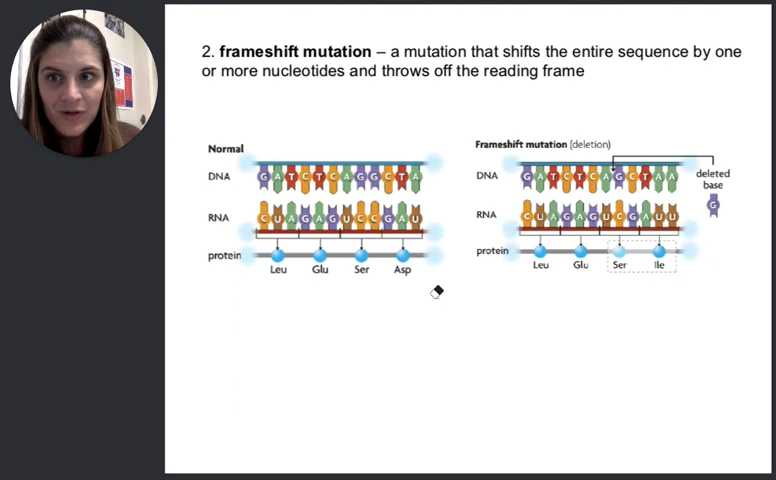 2. frameshift mutation – a mutation that shifts the entire sequence by one
or more nucleotides and throws off the reading frame
Normal
DNA G A T C T C A G G C T A
RNA C U A G A G U C C G A U
protein
Leu Glu Ser Asp
Frameshift mutation (deletion)
DNA G A T C T C A G C T A A
deleted
base
G
RNA C U A G A G U C G A U U
protein
Leu Glu Ser Ile